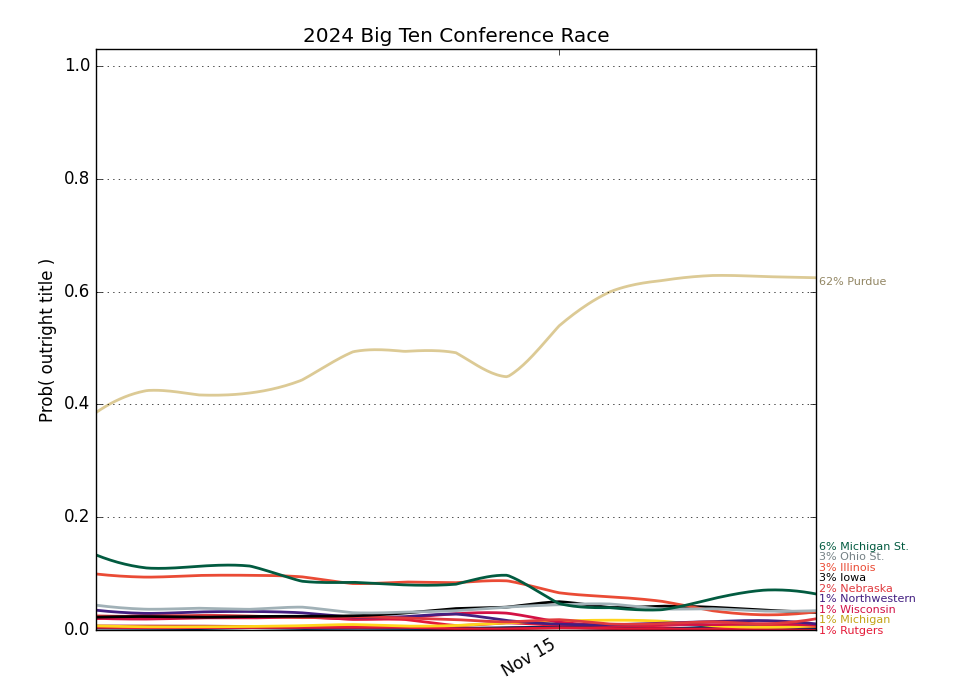 2024 Big Ten Conference Race
Prob( outright title )
1.0
0.8
0.6
0.4
0.2
0.0
Nov 15
62% Purdue
6% Michigan St.
3% Ohio St.
3% Illinois
3% Iowa
2% Nebraska
1% Northwestern
1% Wisconsin
1% Michigan
1% Rutgers